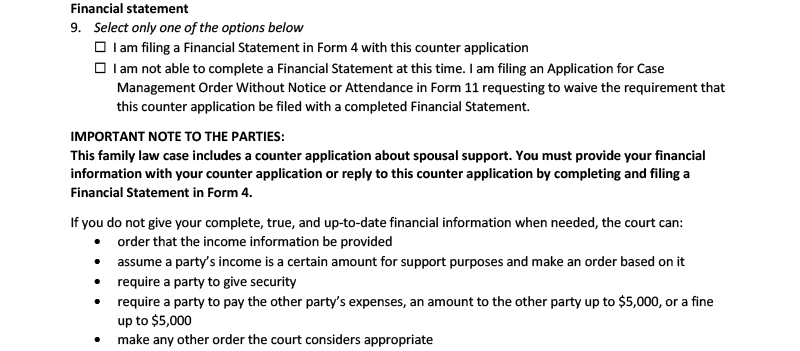 Financial statement
9. Select only one of the options below
☐ I am filing a Financial Statement in Form 4 with this counter application
☐ I am not able to complete a Financial Statement at this time. I am filing an Application for Case
Management Order Without Notice or Attendance in Form 11 requesting to waive the requirement that
this counter application be filed with a completed Financial Statement.
IMPORTANT NOTE TO THE PARTIES:
This family law case includes a counter application about spousal support. You must provide your financial
information with your counter application or reply to this counter application by completing and filing a
Financial Statement in Form 4.
If you do not give your complete, true, and up-to-date financial information when needed, the court can:
• order that the income information be provided
• assume a party's income is a certain amount for support purposes and make an order based on it
• require a party to give security
• require a party to pay the other party's expenses, an amount to the other party up to $5,000, or a fine
up to $5,000
• make any other order the court considers appropriate